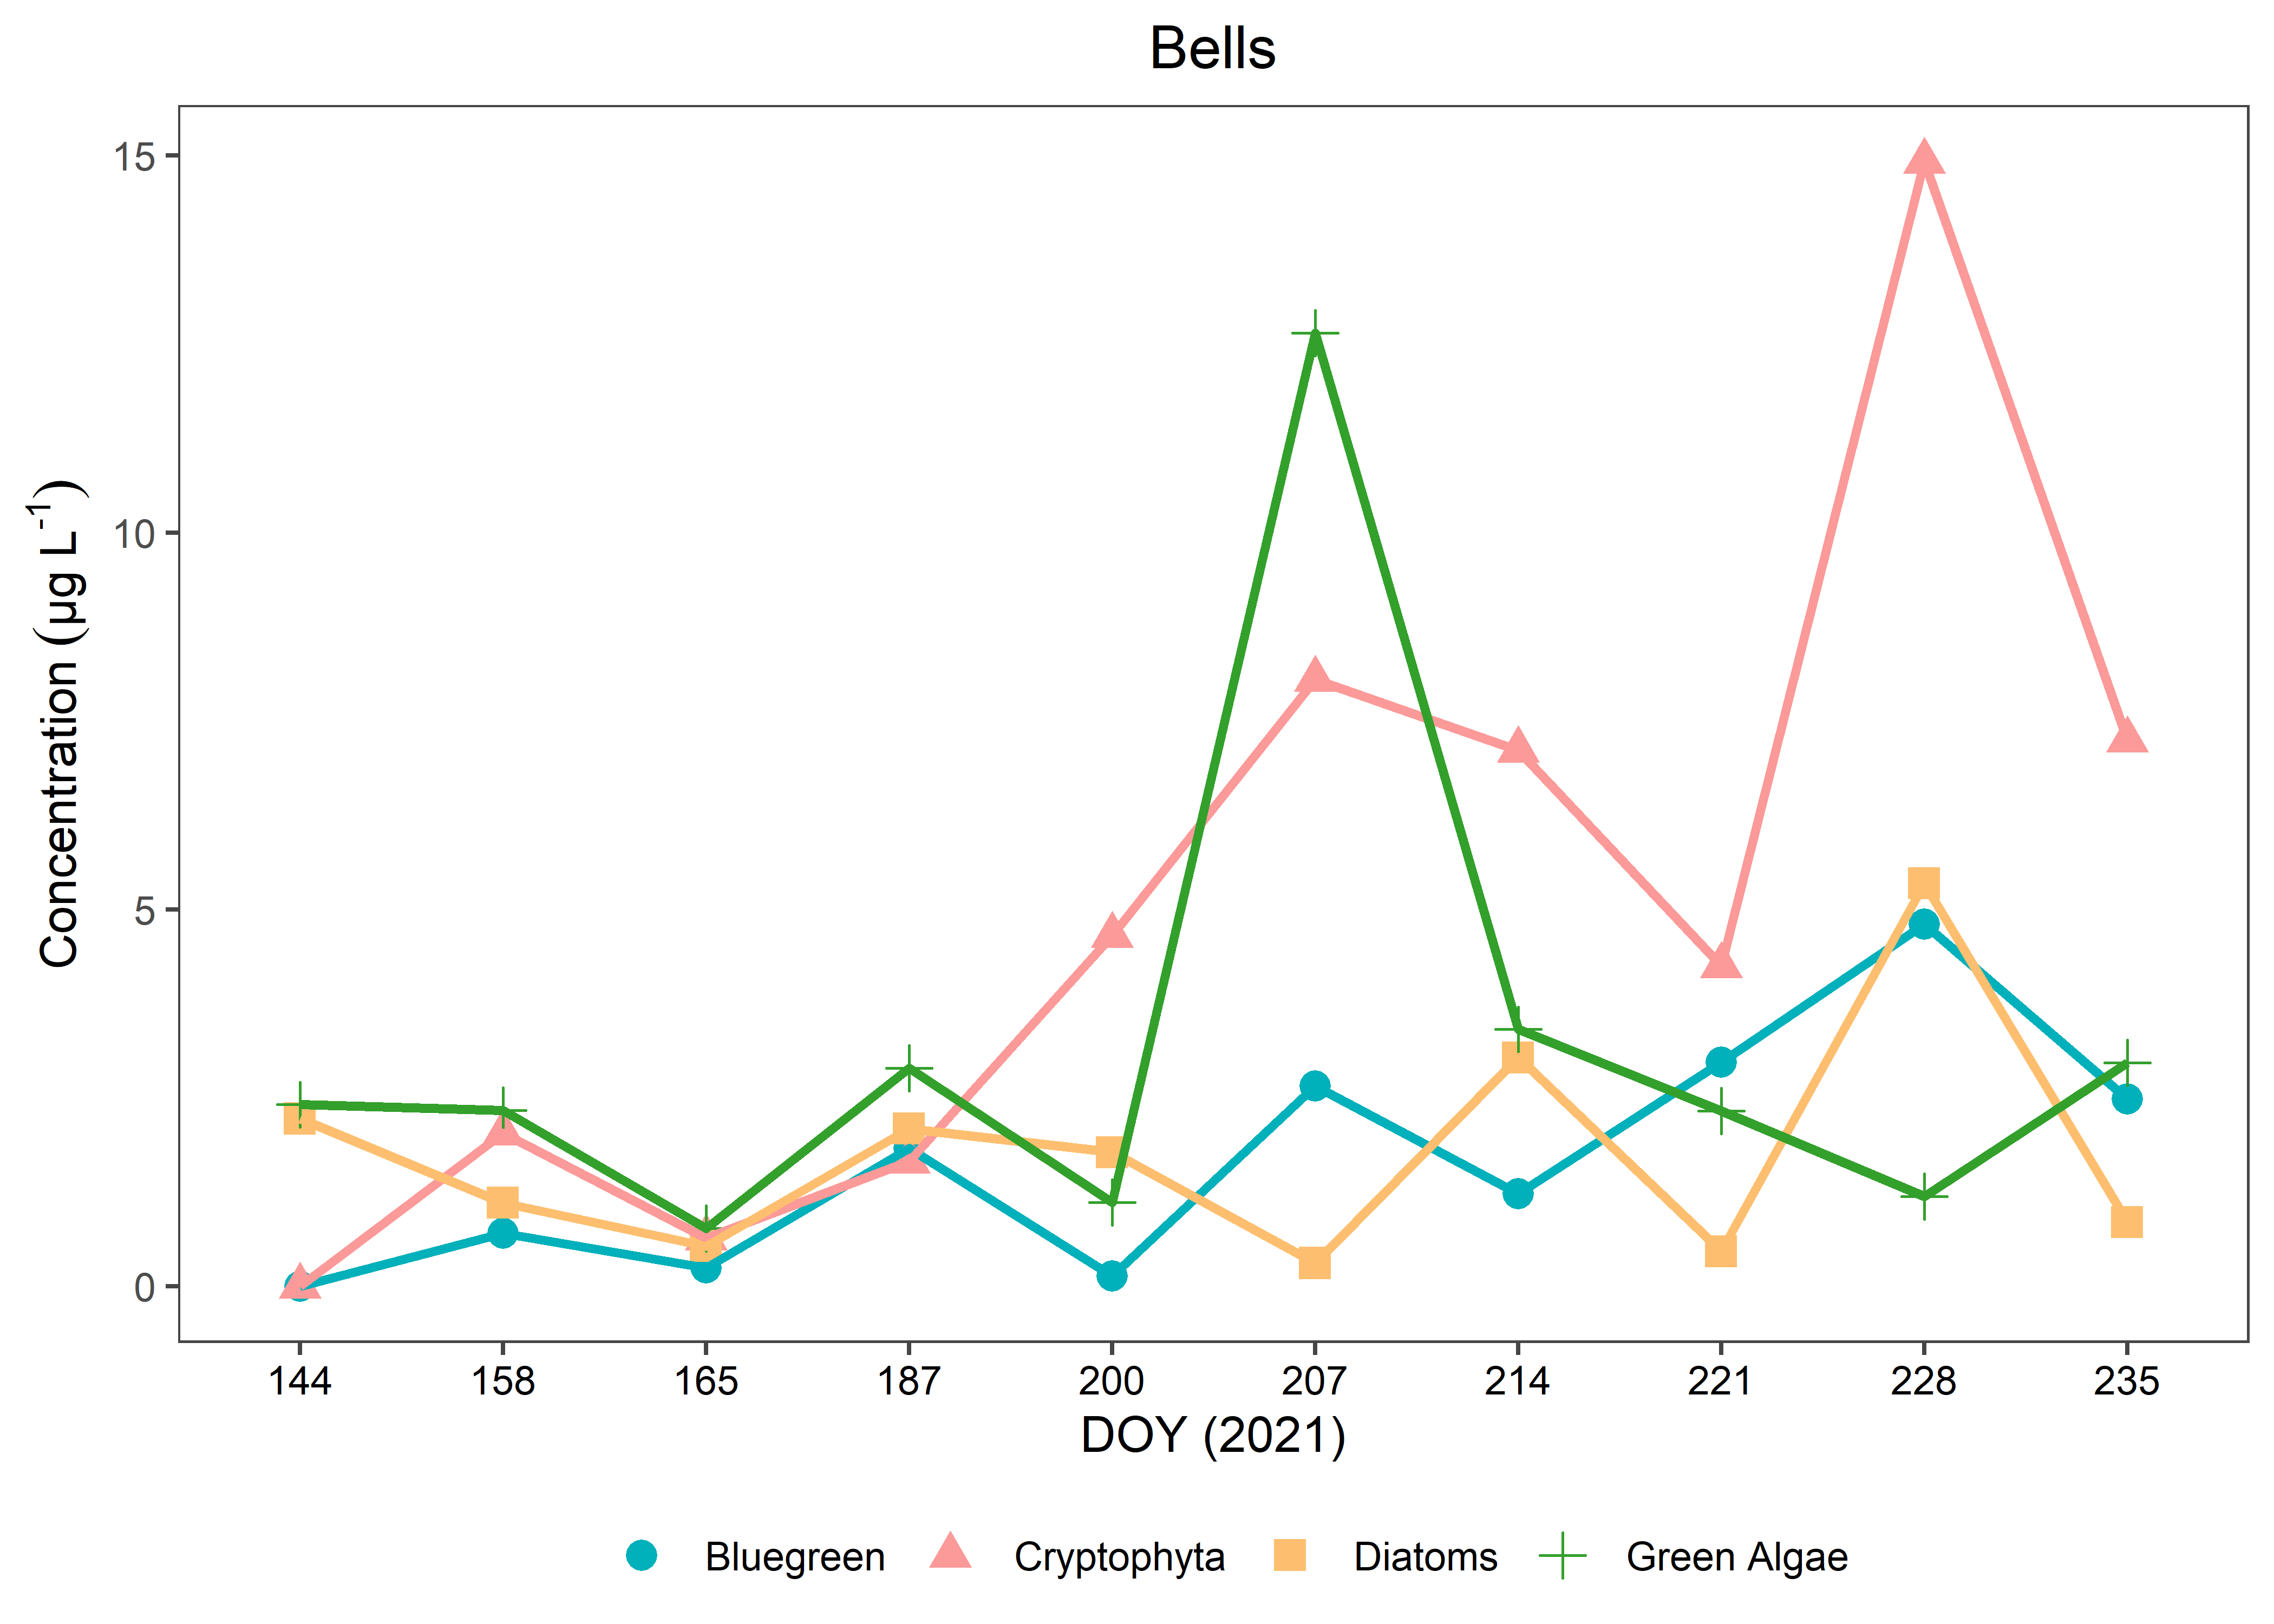 Bells
15
10
5
0
Concentration (µg L⁻¹)
144 158 165 187 200 207 214 221 228 235
DOY (2021)
Bluegreen Cryptophyta Diatoms Green Algae